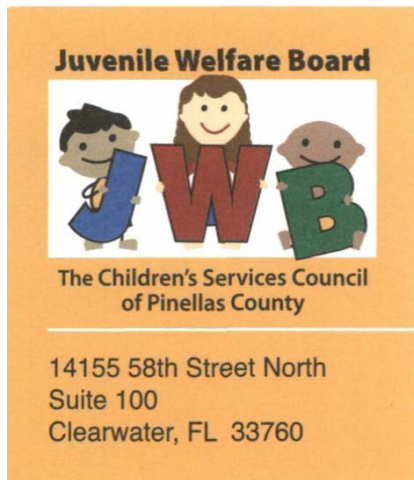 Juvenile Welfare Board
JWB
The Children's Services Council
of Pinellas County
14155 58th Street North
Suite 100
Clearwater, FL 33760